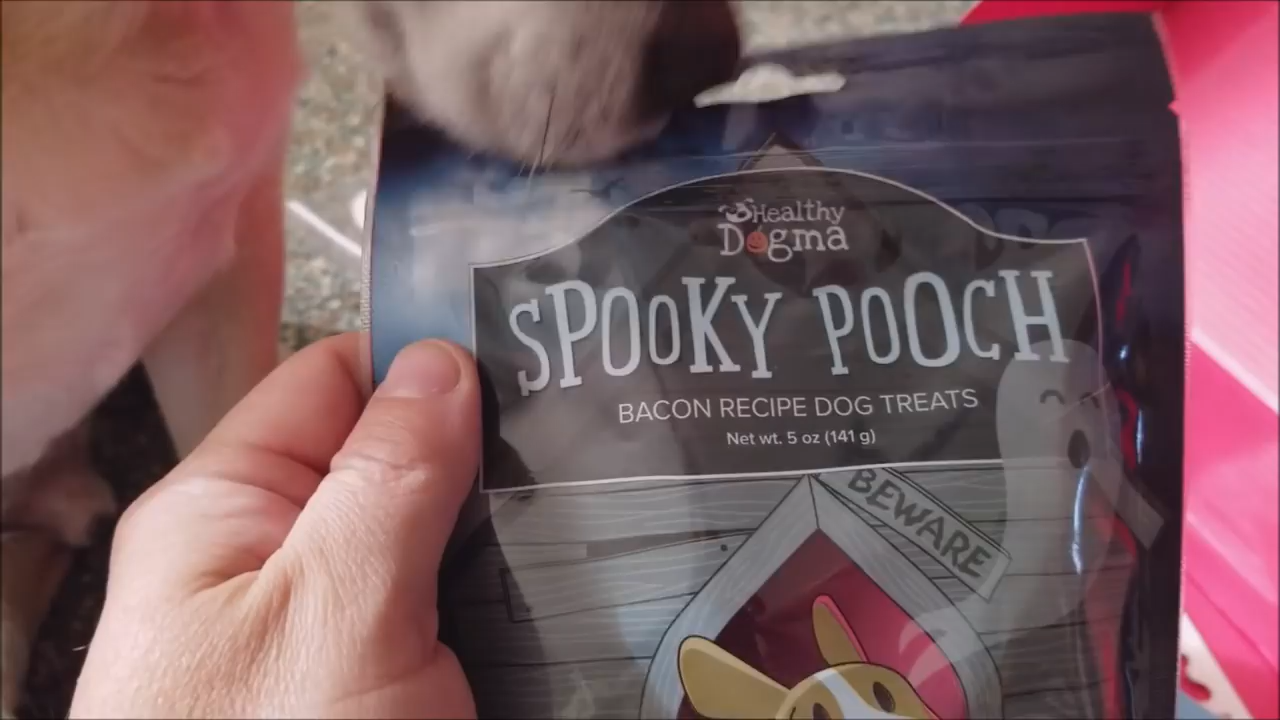 Healthy
Dogma
SPOOKY POOCH
BACON RECIPE DOG TREATS
Net wt. 5 oz (141 g)
BEWARE